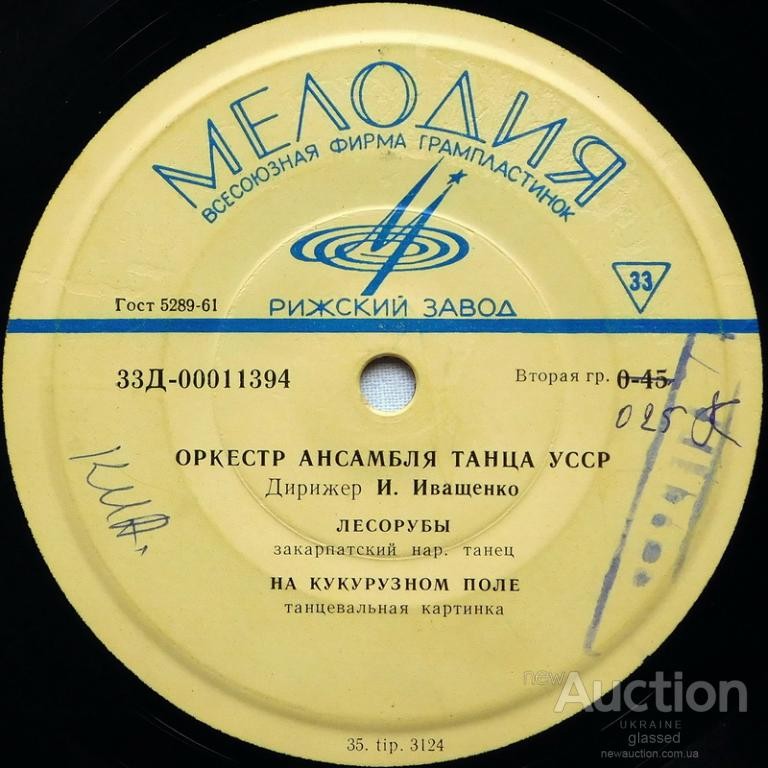 МЕЛОДИЯ
ВСЕСОЮЗНАЯ ФИРМА ГРАМПЛАСТИНОК
33
Гост 5289-61
РИЖСКИЙ ЗАВОД
33Д-00011394
Вторая гр. 0-45
025 к
ОРКЕСТР АНСАМБЛЯ ТАНЦА УССР
Дирижер И. Иващенко
ЛЕСОРУБЫ
закарпатский нар. танец
НА КУКУРУЗНОМ ПОЛЕ
танцевальная картинка
35. tip. 3124
newAuction
UKRAINE
glassed
newauction.com.ua